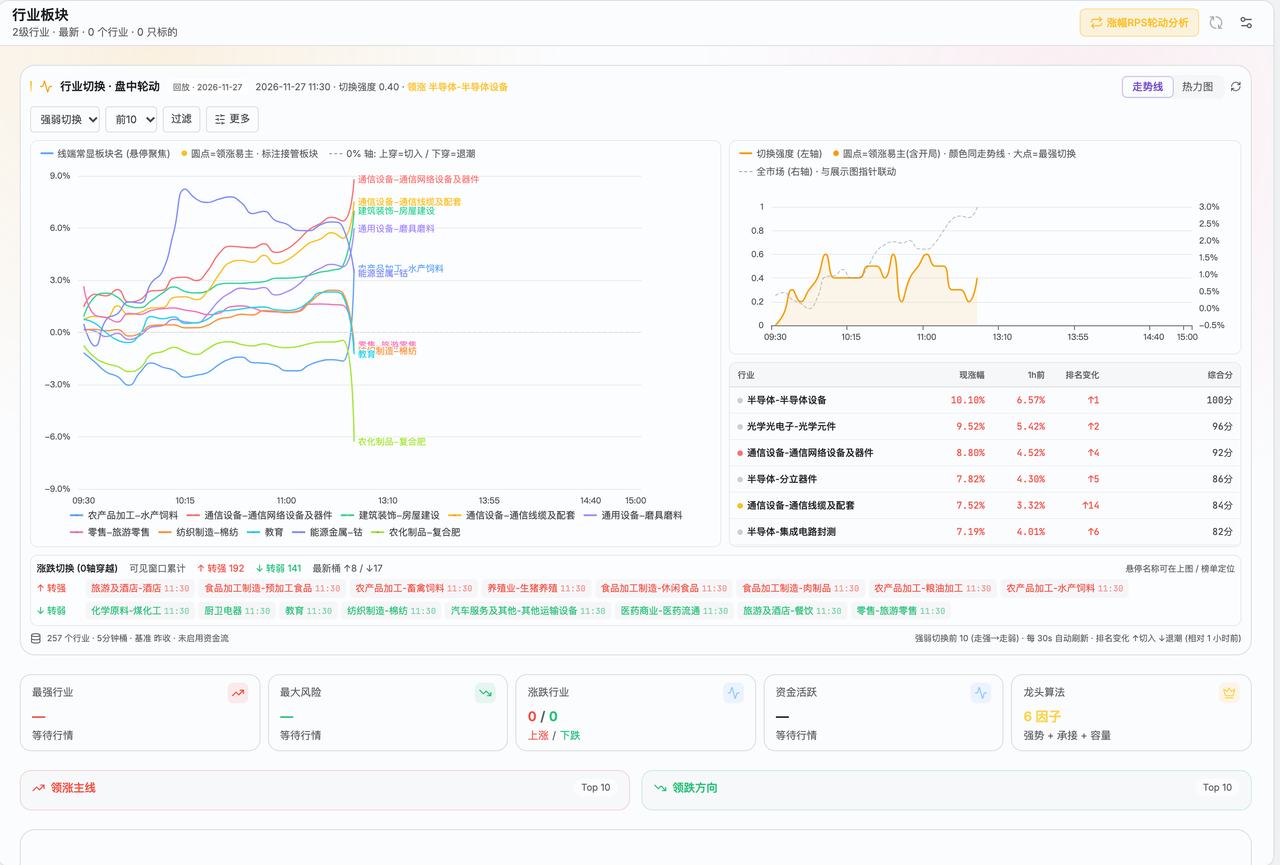 行业板块
2级行业 · 最新 · 0 个行业 · 0 只标的
涨幅RPS轮动分析
行业切换 · 盘中轮动 回放 · 2026-11-27 2026-11-27 11:30 · 切换强度 0.40 · 领涨 半导体-半导体设备
走势线 热力图
强弱切换 前10 过滤 更多
线端常显板块名 (悬停聚焦) 圆点=领涨易主 · 标注接管板块 0% 轴: 上穿=切入 / 下穿=退潮
9.0%
6.0%
3.0%
0.0%
−3.0%
−6.0%
−9.0%
通信设备–通信网络设备及器件
通信设备–通信线缆及配套
建筑装饰–房屋建设
通用设备–磨具磨料
农产品加工–水产饲料
能源金属–钴
零售–旅游零售
纺织制造–棉纺
教育
农化制品–复合肥
09:30 10:15 11:00 13:10 13:55 14:40 15:00
农产品加工–水产饲料 通信设备–通信网络设备及器件 建筑装饰–房屋建设 通信设备–通信线缆及配套 通用设备–磨具磨料
零售–旅游零售 纺织制造–棉纺 教育 能源金属–钴 农化制品–复合肥
切换强度 (左轴) 圆点=领涨易主(含开局) · 颜色同走势线 · 大点=最强切换
全市场 (右轴) · 与展示图指针联动
1
0.8
0.6
0.4
0.2
0
3.0%
2.5%
2.0%
1.5%
1.0%
0.5%
0.0%
−0.5%
09:30 10:15 11:00 13:10 13:55 14:40 15:00
行业 现涨幅 1h前 排名变化 综合分
半导体-半导体设备 10.10% 6.57% ↑1 100分
光学光电子-光学元件 9.52% 5.42% ↑2 96分
通信设备-通信网络设备及器件 8.80% 4.52% ↑4 92分
半导体-分立器件 7.82% 4.30% ↑5 86分
通信设备-通信线缆及配套 7.52% 3.32% ↑14 84分
半导体-集成电路封测 7.19% 4.01% ↑6 82分
涨跌切换 (0轴穿越) 可见窗口累计 ↑ 转强 192 ↓ 转弱 141 最新桶 ↑8 / ↓17 悬停名称可在上图 / 榜单定位
↑ 转强 旅游及酒店-酒店 11:30 食品加工制造-预加工食品 11:30 农产品加工-畜禽饲料 11:30 养殖业-生猪养殖 11:30 食品加工制造-休闲食品 11:30 食品加工制造-肉制品 11:30 农产品加工-粮油加工 11:30 农产品加工-水产饲料 11:30
↓ 转弱 化学原料-煤化工 11:30 厨卫电器 11:30 教育 11:30 纺织制造-棉纺 11:30 汽车服务及其他-其他运输设备 11:30 医药商业-医药流通 11:30 旅游及酒店-餐饮 11:30 零售-旅游零售 11:30
257 个行业 · 5分钟桶 · 基准 昨收 · 未启用资金流 强弱切换前 10 (走强→走弱) · 每 30s 自动刷新 · 排名变化 ↑切入 ↓退潮 (相对 1 小时前)
最强行业
—
等待行情
最大风险
—
等待行情
涨跌行业
0 / 0
上涨 / 下跌
资金活跃
—
等待行情
龙头算法
6 因子
强势 + 承接 + 容量
领涨主线 Top 10
领跌方向 Top 10